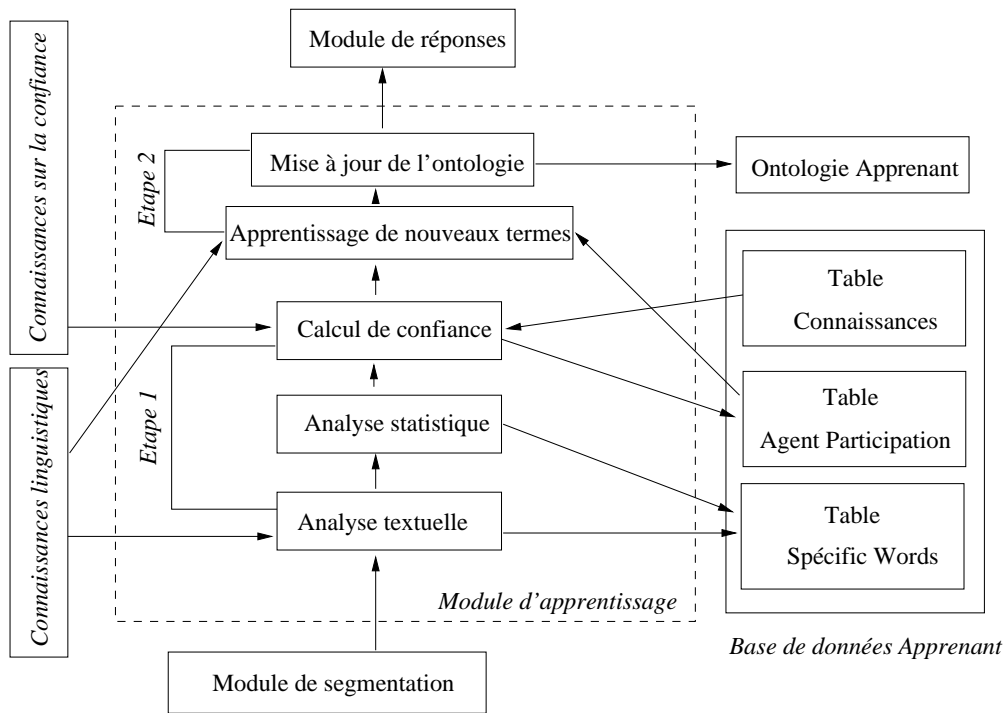 Module de réponses
Connaissances sur la confiance
Etape 2
Mise à jour de l'ontologie
Ontologie Apprenant
Apprentissage de nouveaux termes
Table
Connaissances
Calcul de confiance
Connaissances linguistiques
Etape 1
Table
Agent Participation
Analyse statistique
Table
Spécific Words
Analyse textuelle
Module d'apprentissage
Base de données Apprenant
Module de segmentation